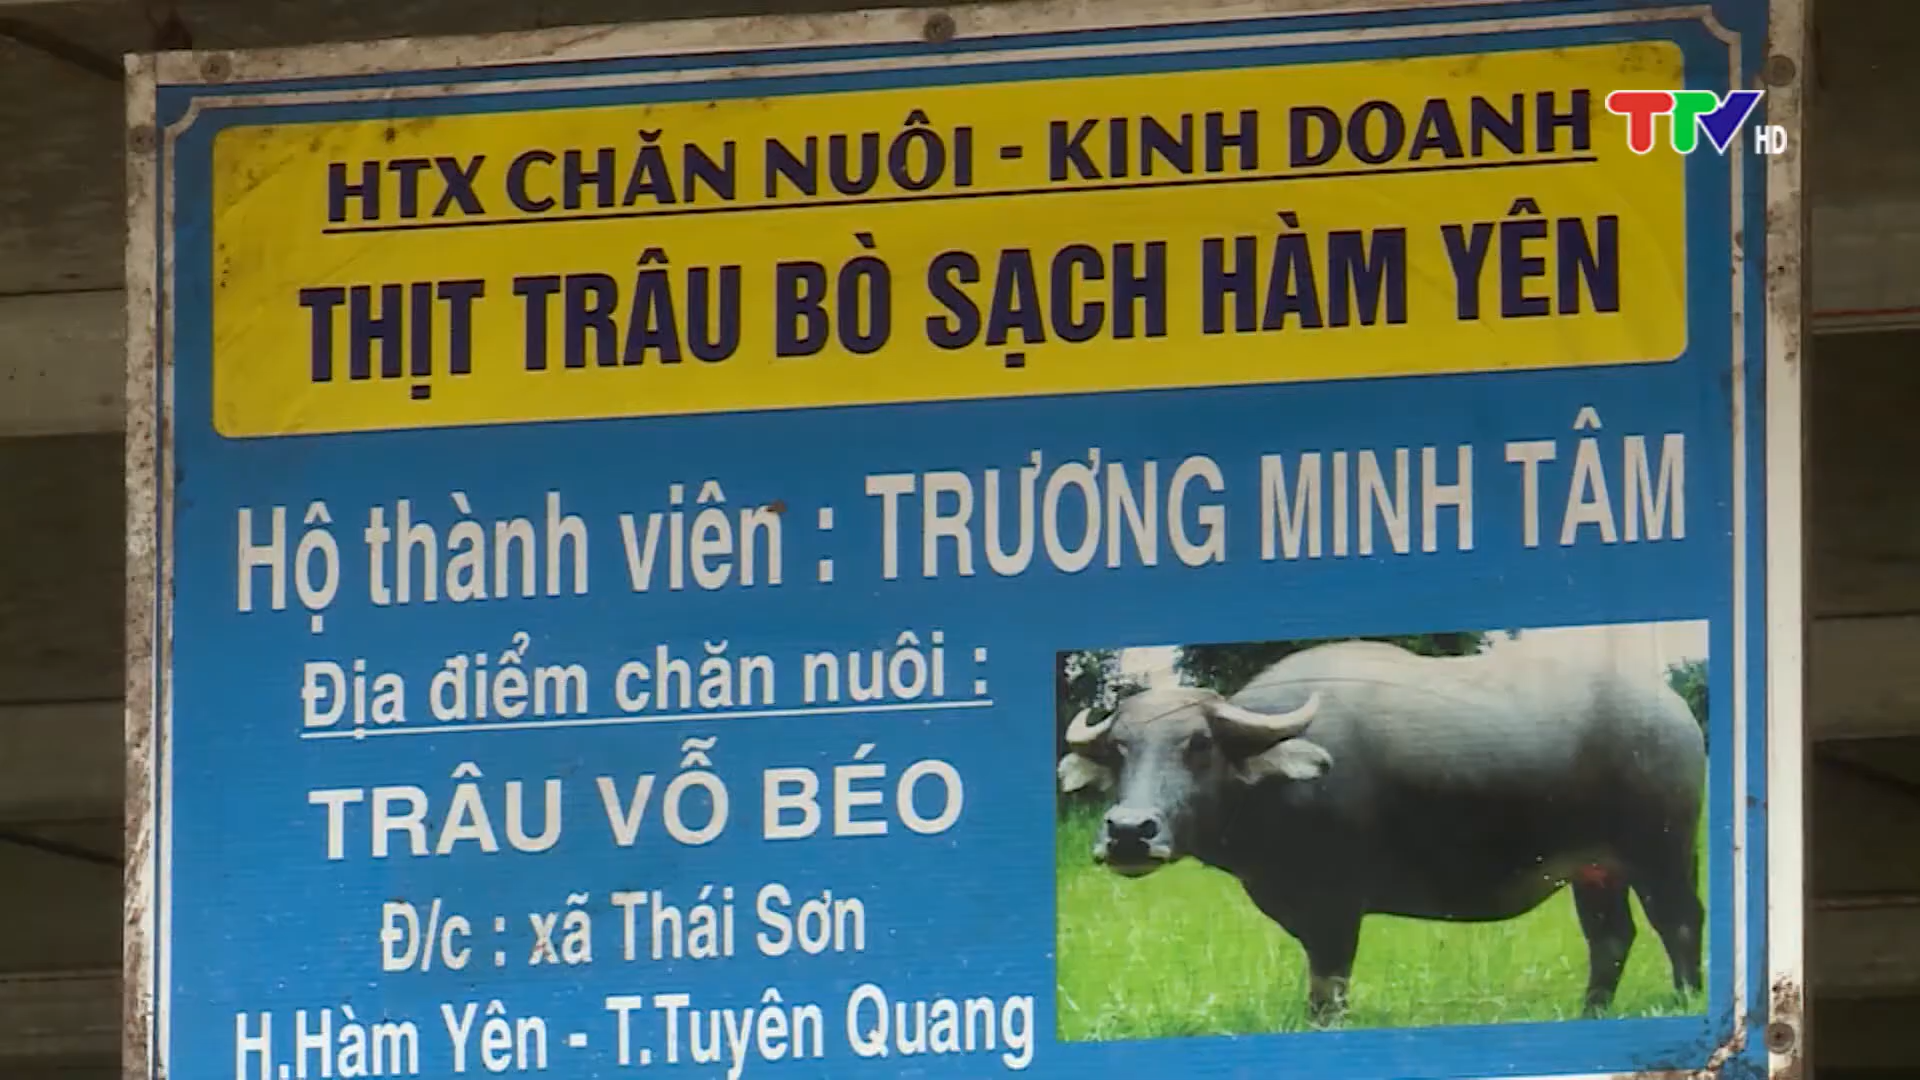 HTX CHĂN NUÔI - KINH DOANH
THỊT TRÂU BÒ SẠCH HÀM YÊN
Hộ thành viên : TRƯƠNG MINH TÂM
Địa điểm chăn nuôi :
TRÂU VỖ BÉO
Đ/c : xã Thái Sơn
H.Hàm Yên - T.Tuyên Quang
TTV HD